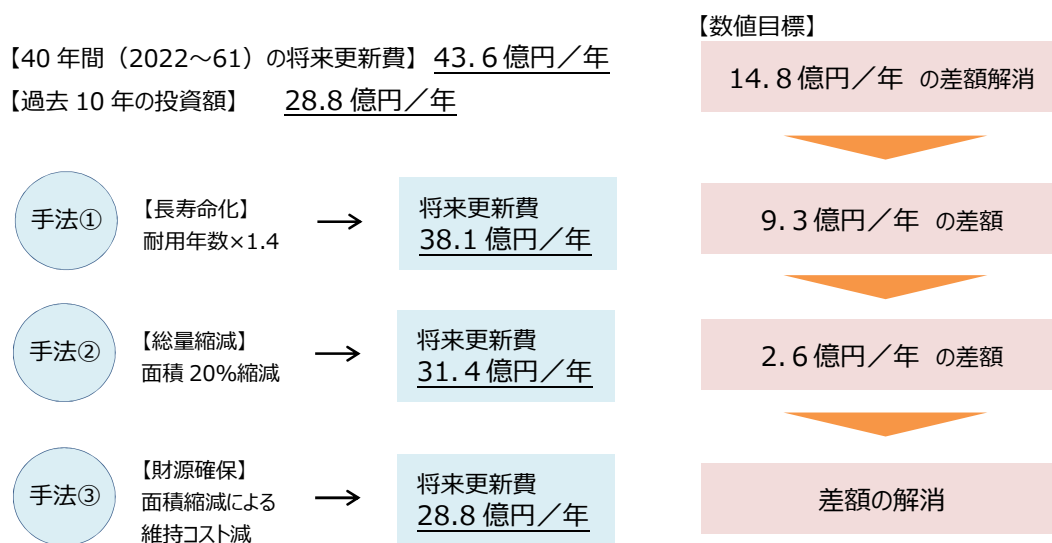 【数値目標】
【40 年間（2022～61）の将来更新費】 43.6 億円／年
【過去 10 年の投資額】 28.8 億円／年
14.8 億円／年 の差額解消
手法①
【長寿命化】
耐用年数×1.4
→
将来更新費
38.1 億円／年
9.3 億円／年 の差額
手法②
【総量縮減】
面積 20%縮減
→
将来更新費
31.4 億円／年
2.6 億円／年 の差額
手法③
【財源確保】
面積縮減による
維持コスト減
→
将来更新費
28.8 億円／年
差額の解消